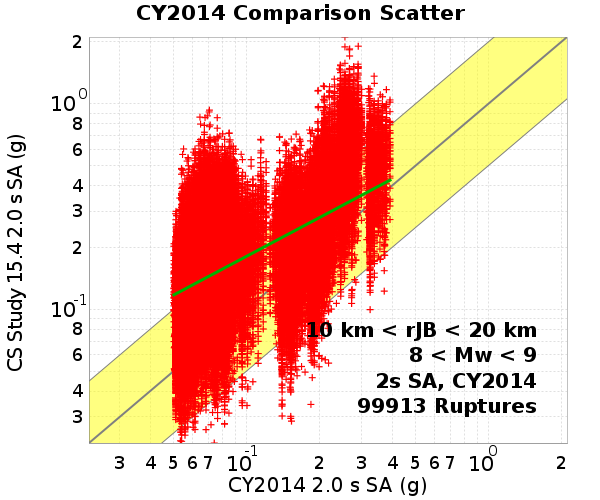 CY2014 Comparison Scatter
CS Study 15.4 2.0 s SA (g)
2
10^0
8
6
4
3
2
10^-1
8
6
4
3
10 km < rJB < 20 km
8 < Mw < 9
2s SA, CY2014
99913 Ruptures
3 4 5 6 7 10^-1 2 3 4 5 6 7 10^0 2
CY2014 2.0 s SA (g)